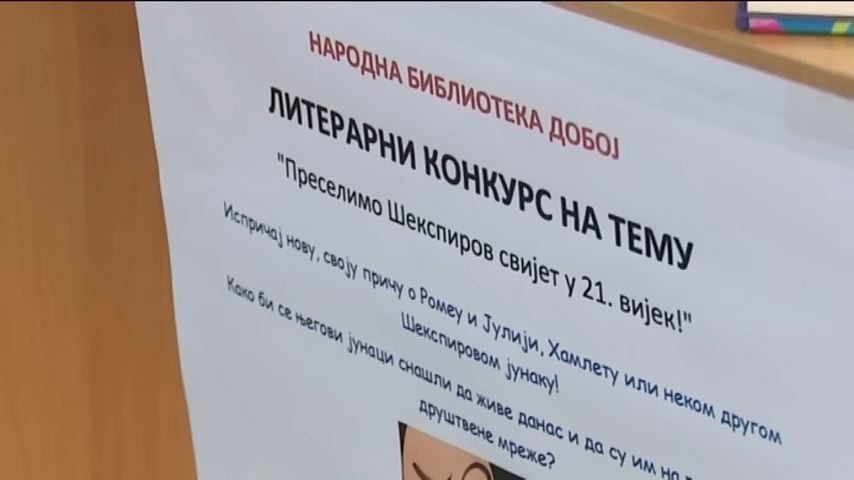 НАРОДНА БИБЛИОТЕКА ДОБОЈ
ЛИТЕРАРНИ КОНКУРС НА ТЕМУ
"Преселимо Шекспиров свијет у 21. вијек!"
Испричај нову, своју причу о Ромеу и Јулији, Хамлету или неком другом
Шекспировом јунаку!
Како би се његови јунаци снашли да живе данас и да су им на
друштвене мреже?